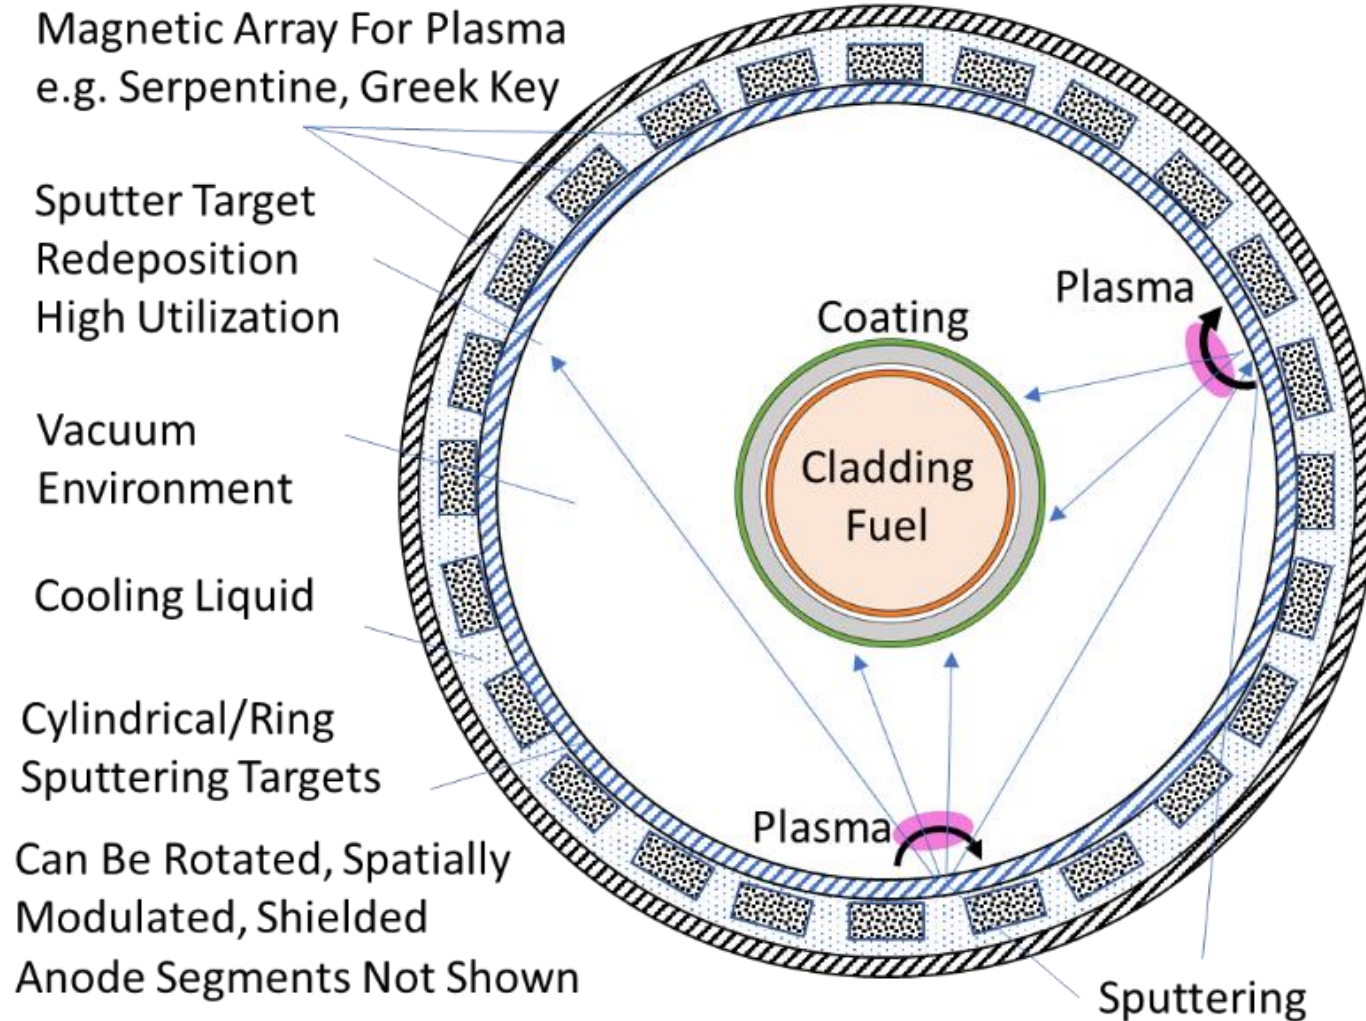 Magnetic Array For Plasma
e.g. Serpentine, Greek Key
Sputter Target
Redeposition
High Utilization
Plasma
Coating
Vacuum
Environment
Cladding
Fuel
Cooling Liquid
Cylindrical/Ring
Sputtering Targets
Plasma
Can Be Rotated, Spatially
Modulated, Shielded
Anode Segments Not Shown
Sputtering